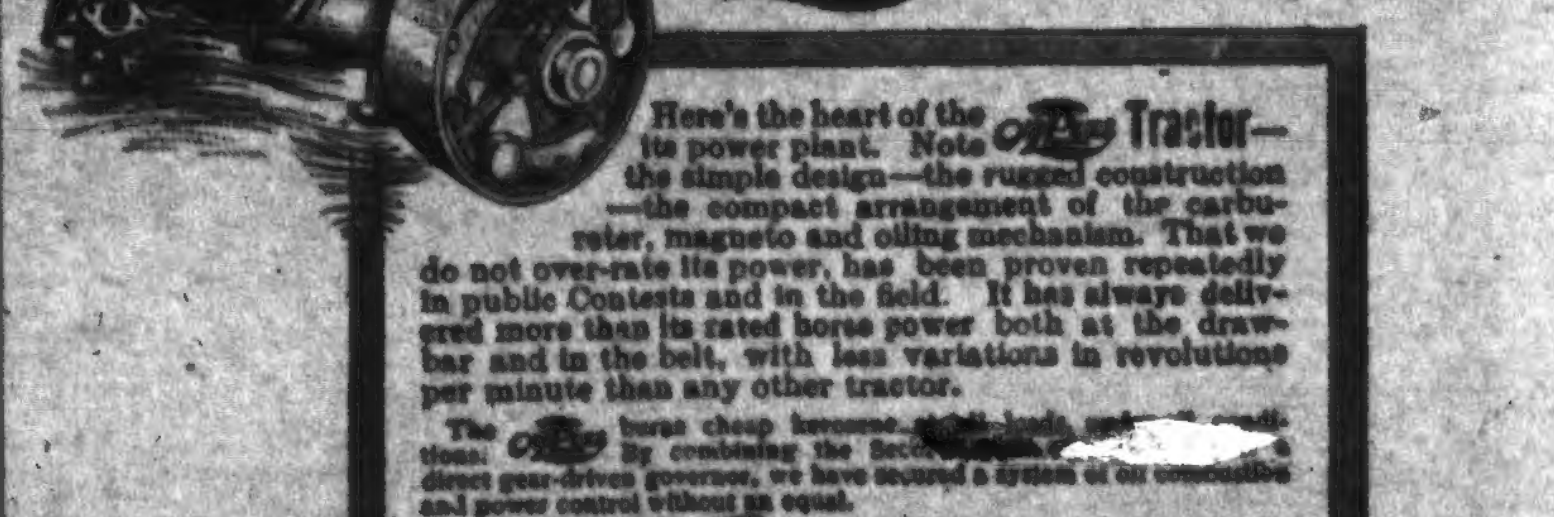 Here's the heart of the Tractor—
its power plant. Note
the simple design—the rugged construction
—the compact arrangement of the carbu-
reter, magneto and oiling mechanism. That we
do not over-rate its power, has been proven repeatedly
in public Contests and in the field. It has always deliv-
ered more than its rated horse power both at the draw-
bar and in the belt, with less variations in revolutions
per minute than any other tractor.
The burns cheap kerosene
tions. By combining the a
direct gear-driven governor, we have secured a system of oil combustion
and power control without an equal.